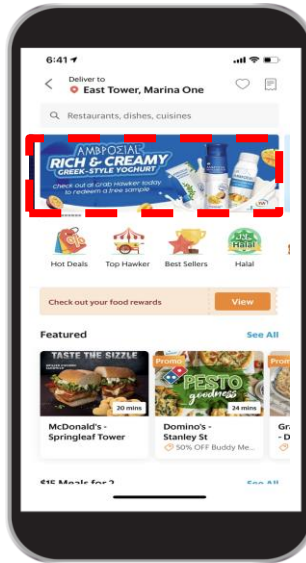 6:41
Deliver to
East Tower, Marina One
Restaurants, dishes, cuisines
AMBPOSIAL
RICH & CREAMY
GREEK-STYLE YOGHURT
Check out at Grab Hawker today
to redeem a free sample
Hot Deals
Top Hawker
Best Sellers
Halal
Check out your food rewards
View
Featured
See All
TASTE THE SIZZLE
20 mins
Promo
PESTO
goodness
24 mins
Prom
McDonald's -
Springleaf Tower
Domino's -
Stanley St
50% OFF Buddy Me...
Gr
- D
$15 Meals for 2
See All